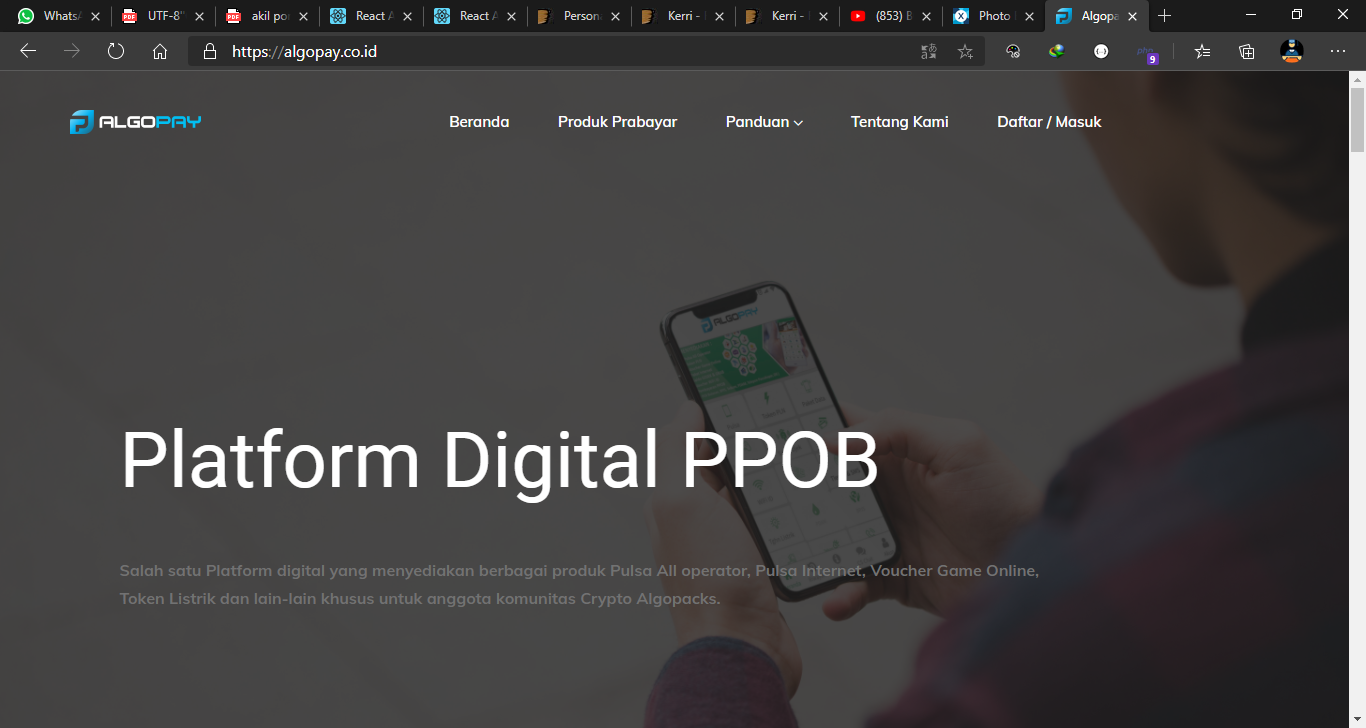 WhatsA
UTF-8''
akil por
React A
React A
Persona
Kerri -
Kerri -
(853) B
Photo
Algopa
https://algopay.co.id
php
9
ALGOPAY
Beranda
Produk Prabayar
Panduan
Tentang Kami
Daftar / Masuk
ALGOPAY
Platform Digital PPOB
Salah satu Platform digital yang menyediakan berbagai produk Pulsa All operator, Pulsa Internet, Voucher Game Online,
Token Listrik dan lain-lain khusus untuk anggota komunitas Crypto Algopacks.